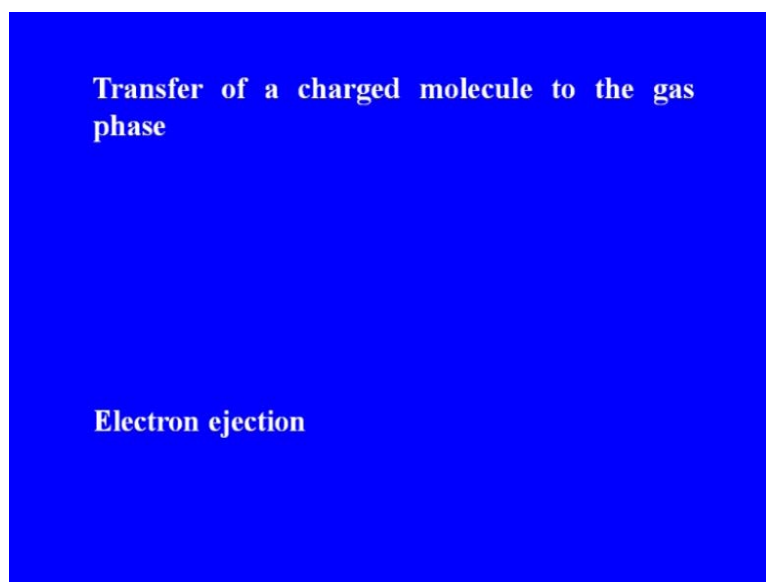 Transfer of a charged molecule to the gas
phase
Electron ejection